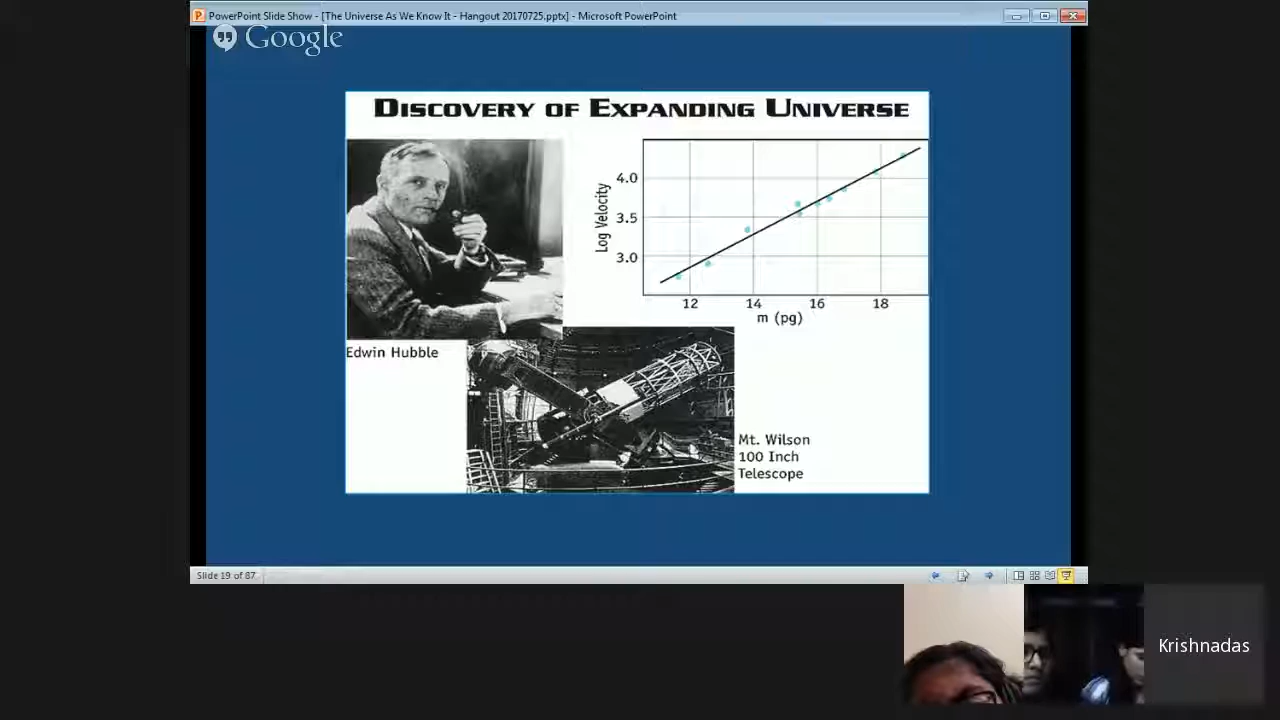 PowerPoint Slide Show - [The Universe As We Know It - Hangout 20170725.pptx] - Microsoft PowerPoint
Google
DISCOVERY OF EXPANDING UNIVERSE
Edwin Hubble
Log Velocity
4.0
3.5
3.0
12 14 16 18
m (pg)
Mt. Wilson
100 Inch
Telescope
Slide 19 of 87
Krishnadas